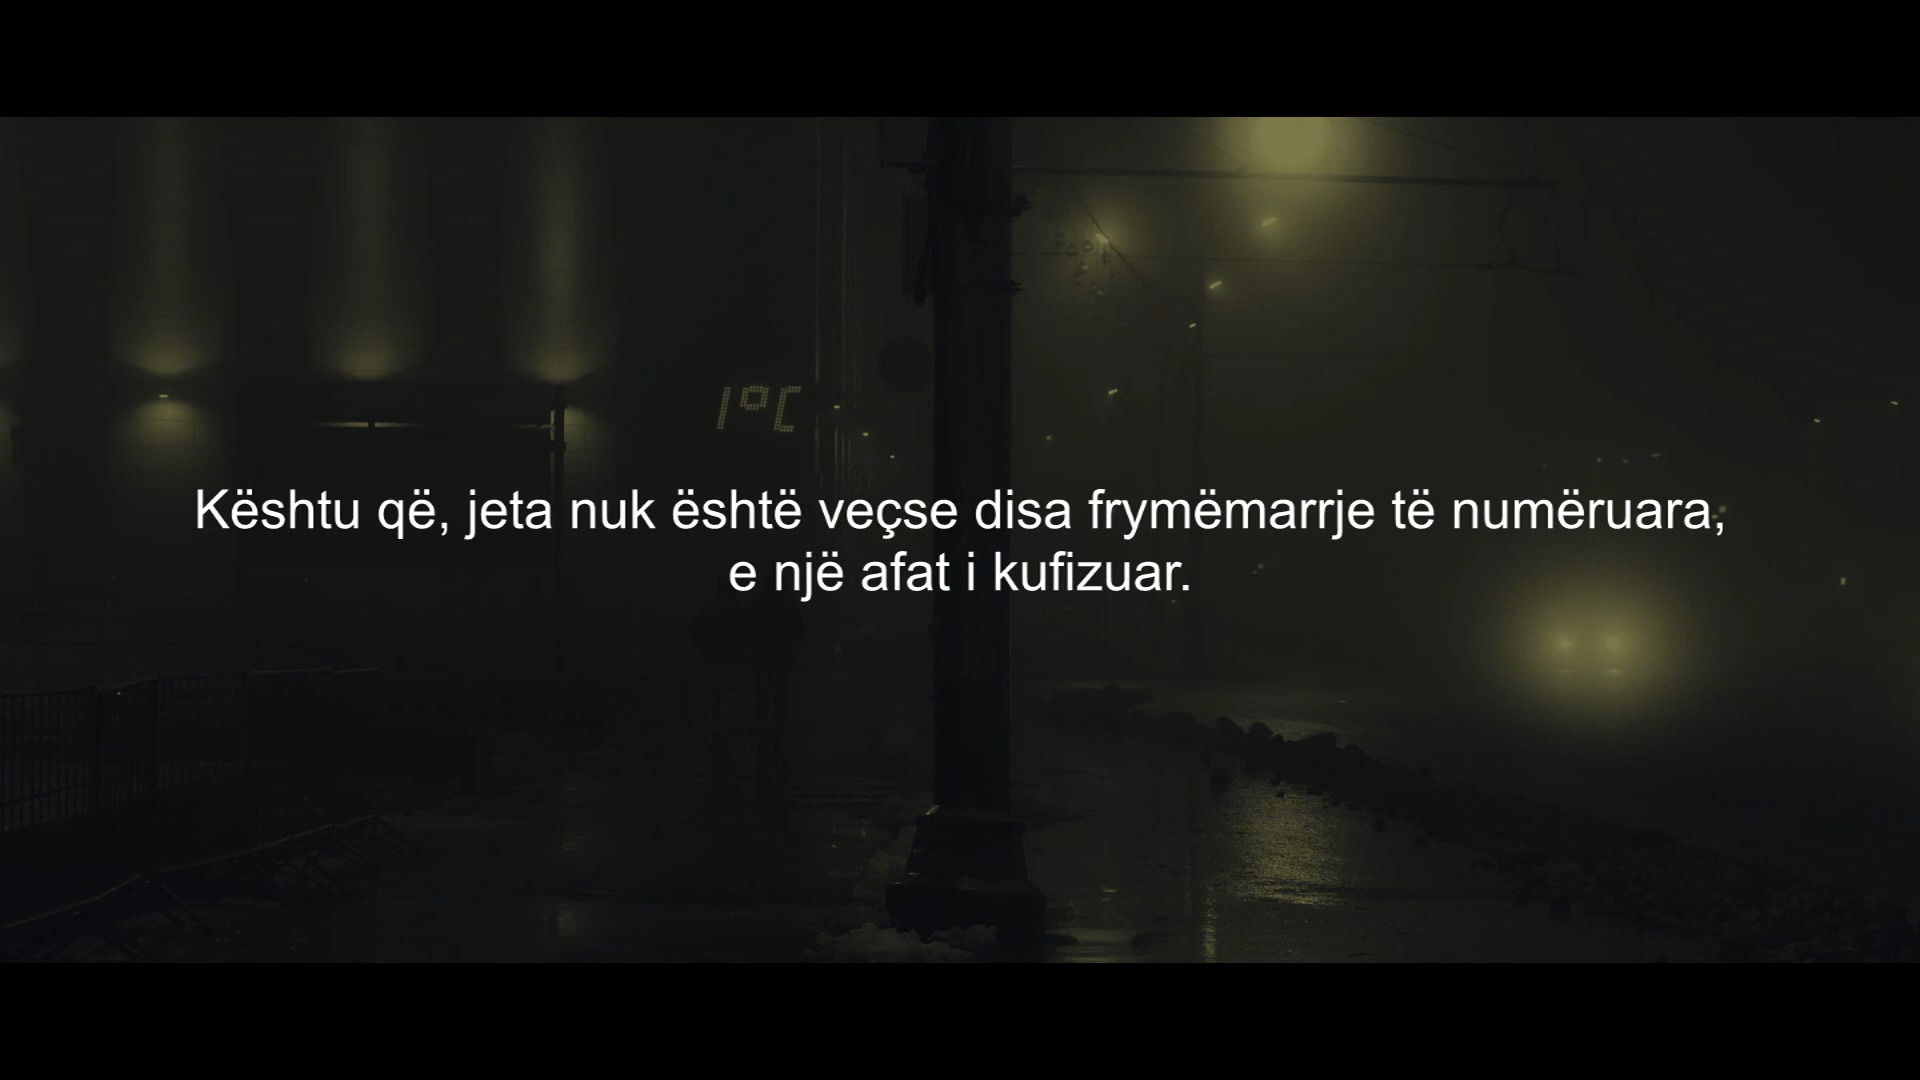 1°C
Kështu që, jeta nuk është veçse disa frymëmarrje të numëruara,
e një afat i kufizuar.